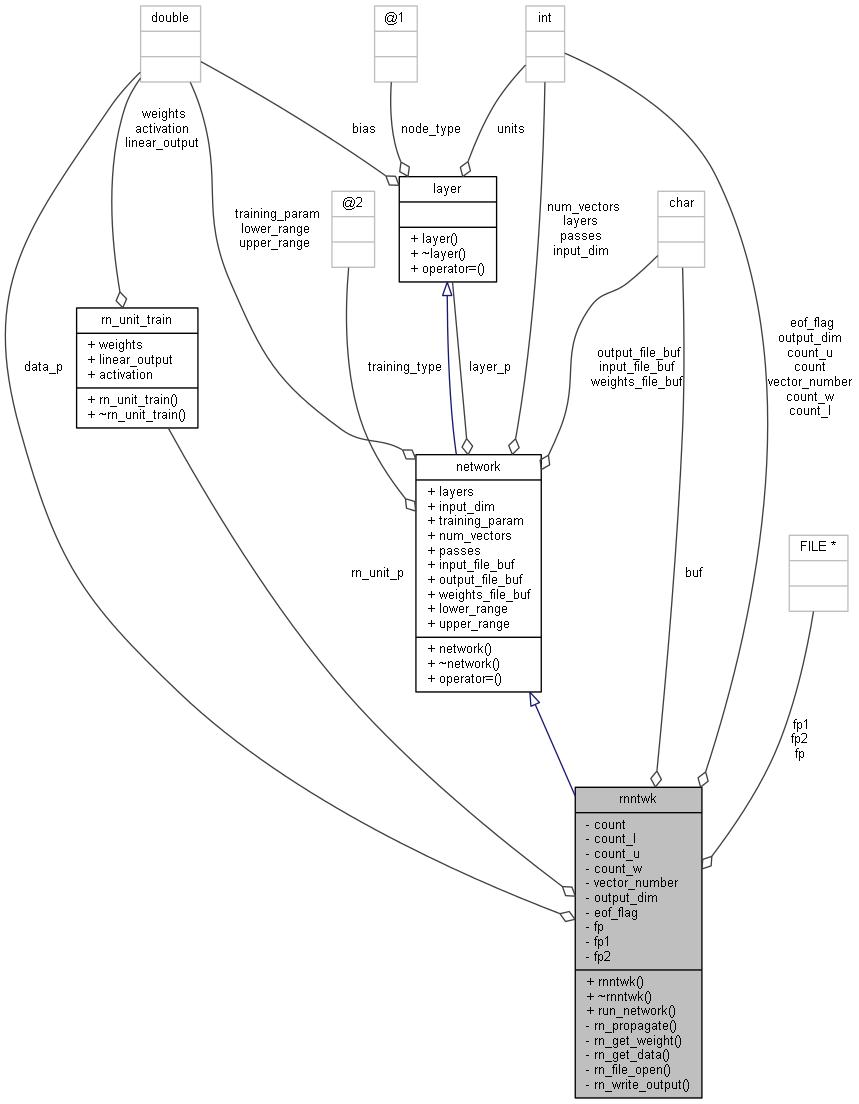 double
@1
int
weights
activation
linear_output
bias
node_type
units
layer
+ layer()
+ ~layer()
+ operator=()
@2
char
training_param
lower_range
upper_range
num_vectors
layers
passes
input_dim
rn_unit_train
+ weights
+ linear_output
+ activation
+ rn_unit_train()
+ ~rn_unit_train()
data_p
training_type
layer_p
output_file_buf
input_file_buf
weights_file_buf
eof_flag
output_dim
count_u
count
vector_number
count_w
count_l
network
+ layers
+ input_dim
+ training_param
+ num_vectors
+ passes
+ input_file_buf
+ output_file_buf
+ weights_file_buf
+ lower_range
+ upper_range
+ network()
+ ~network()
+ operator=()
rn_unit_p
buf
FILE *
fp1
fp2
fp
rnntwk
- count
- count_l
- count_u
- count_w
- vector_number
- output_dim
- eof_flag
- fp
- fp1
- fp2
+ rnntwk()
+ ~rnntwk()
+ run_network()
- rn_propagate()
- rn_get_weight()
- rn_get_data()
- rn_file_open()
- rn_write_output()